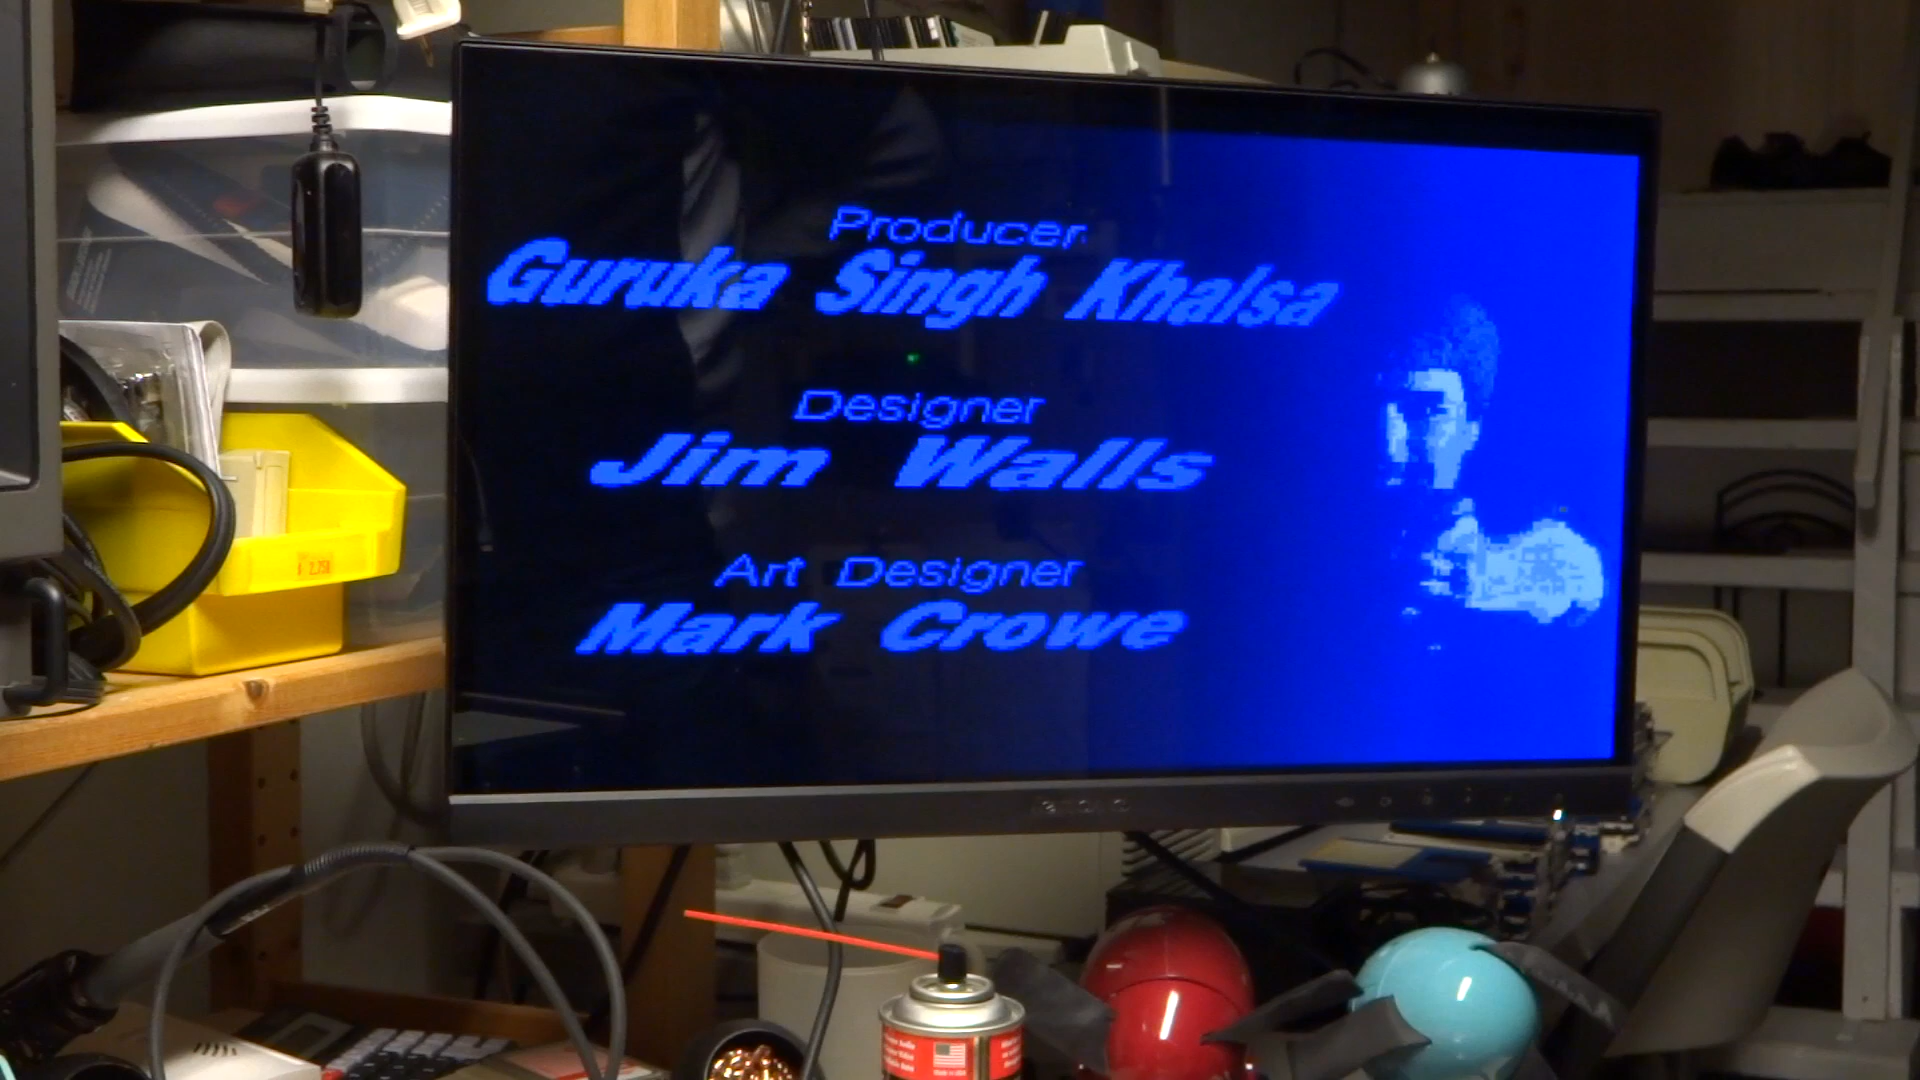 Producer
Guruka Singh Khalsa
Designer
Jim Walls
Art Designer
Mark Crowe